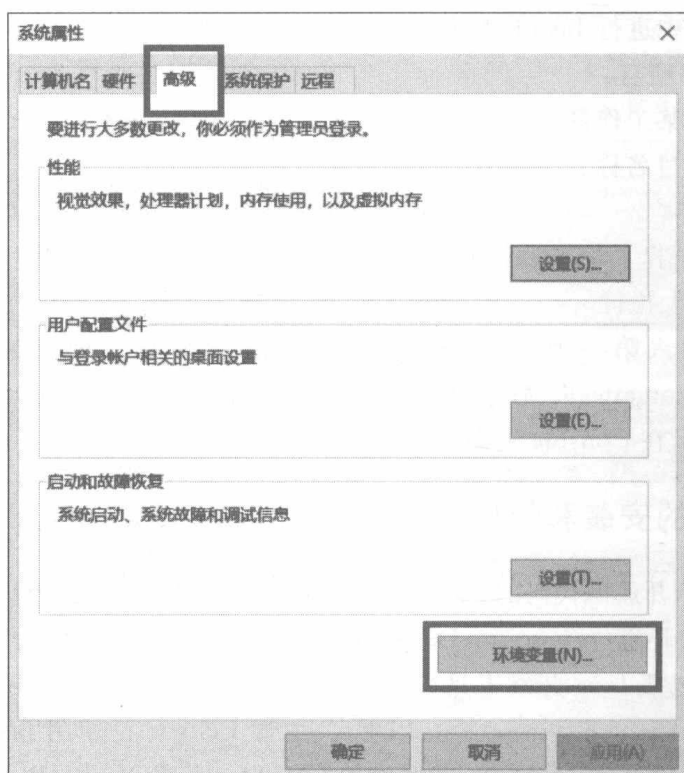 系统属性
计算机名 硬件 高级 系统保护 远程
要进行大多数更改，你必须作为管理员登录。
性能
视觉效果，处理器计划，内存使用，以及虚拟内存
设置(S)...
用户配置文件
与登录帐户相关的桌面设置
设置(E)...
启动和故障恢复
系统启动、系统故障和调试信息
设置(T)...
环境变量(N)...
确定 取消 应用(A)